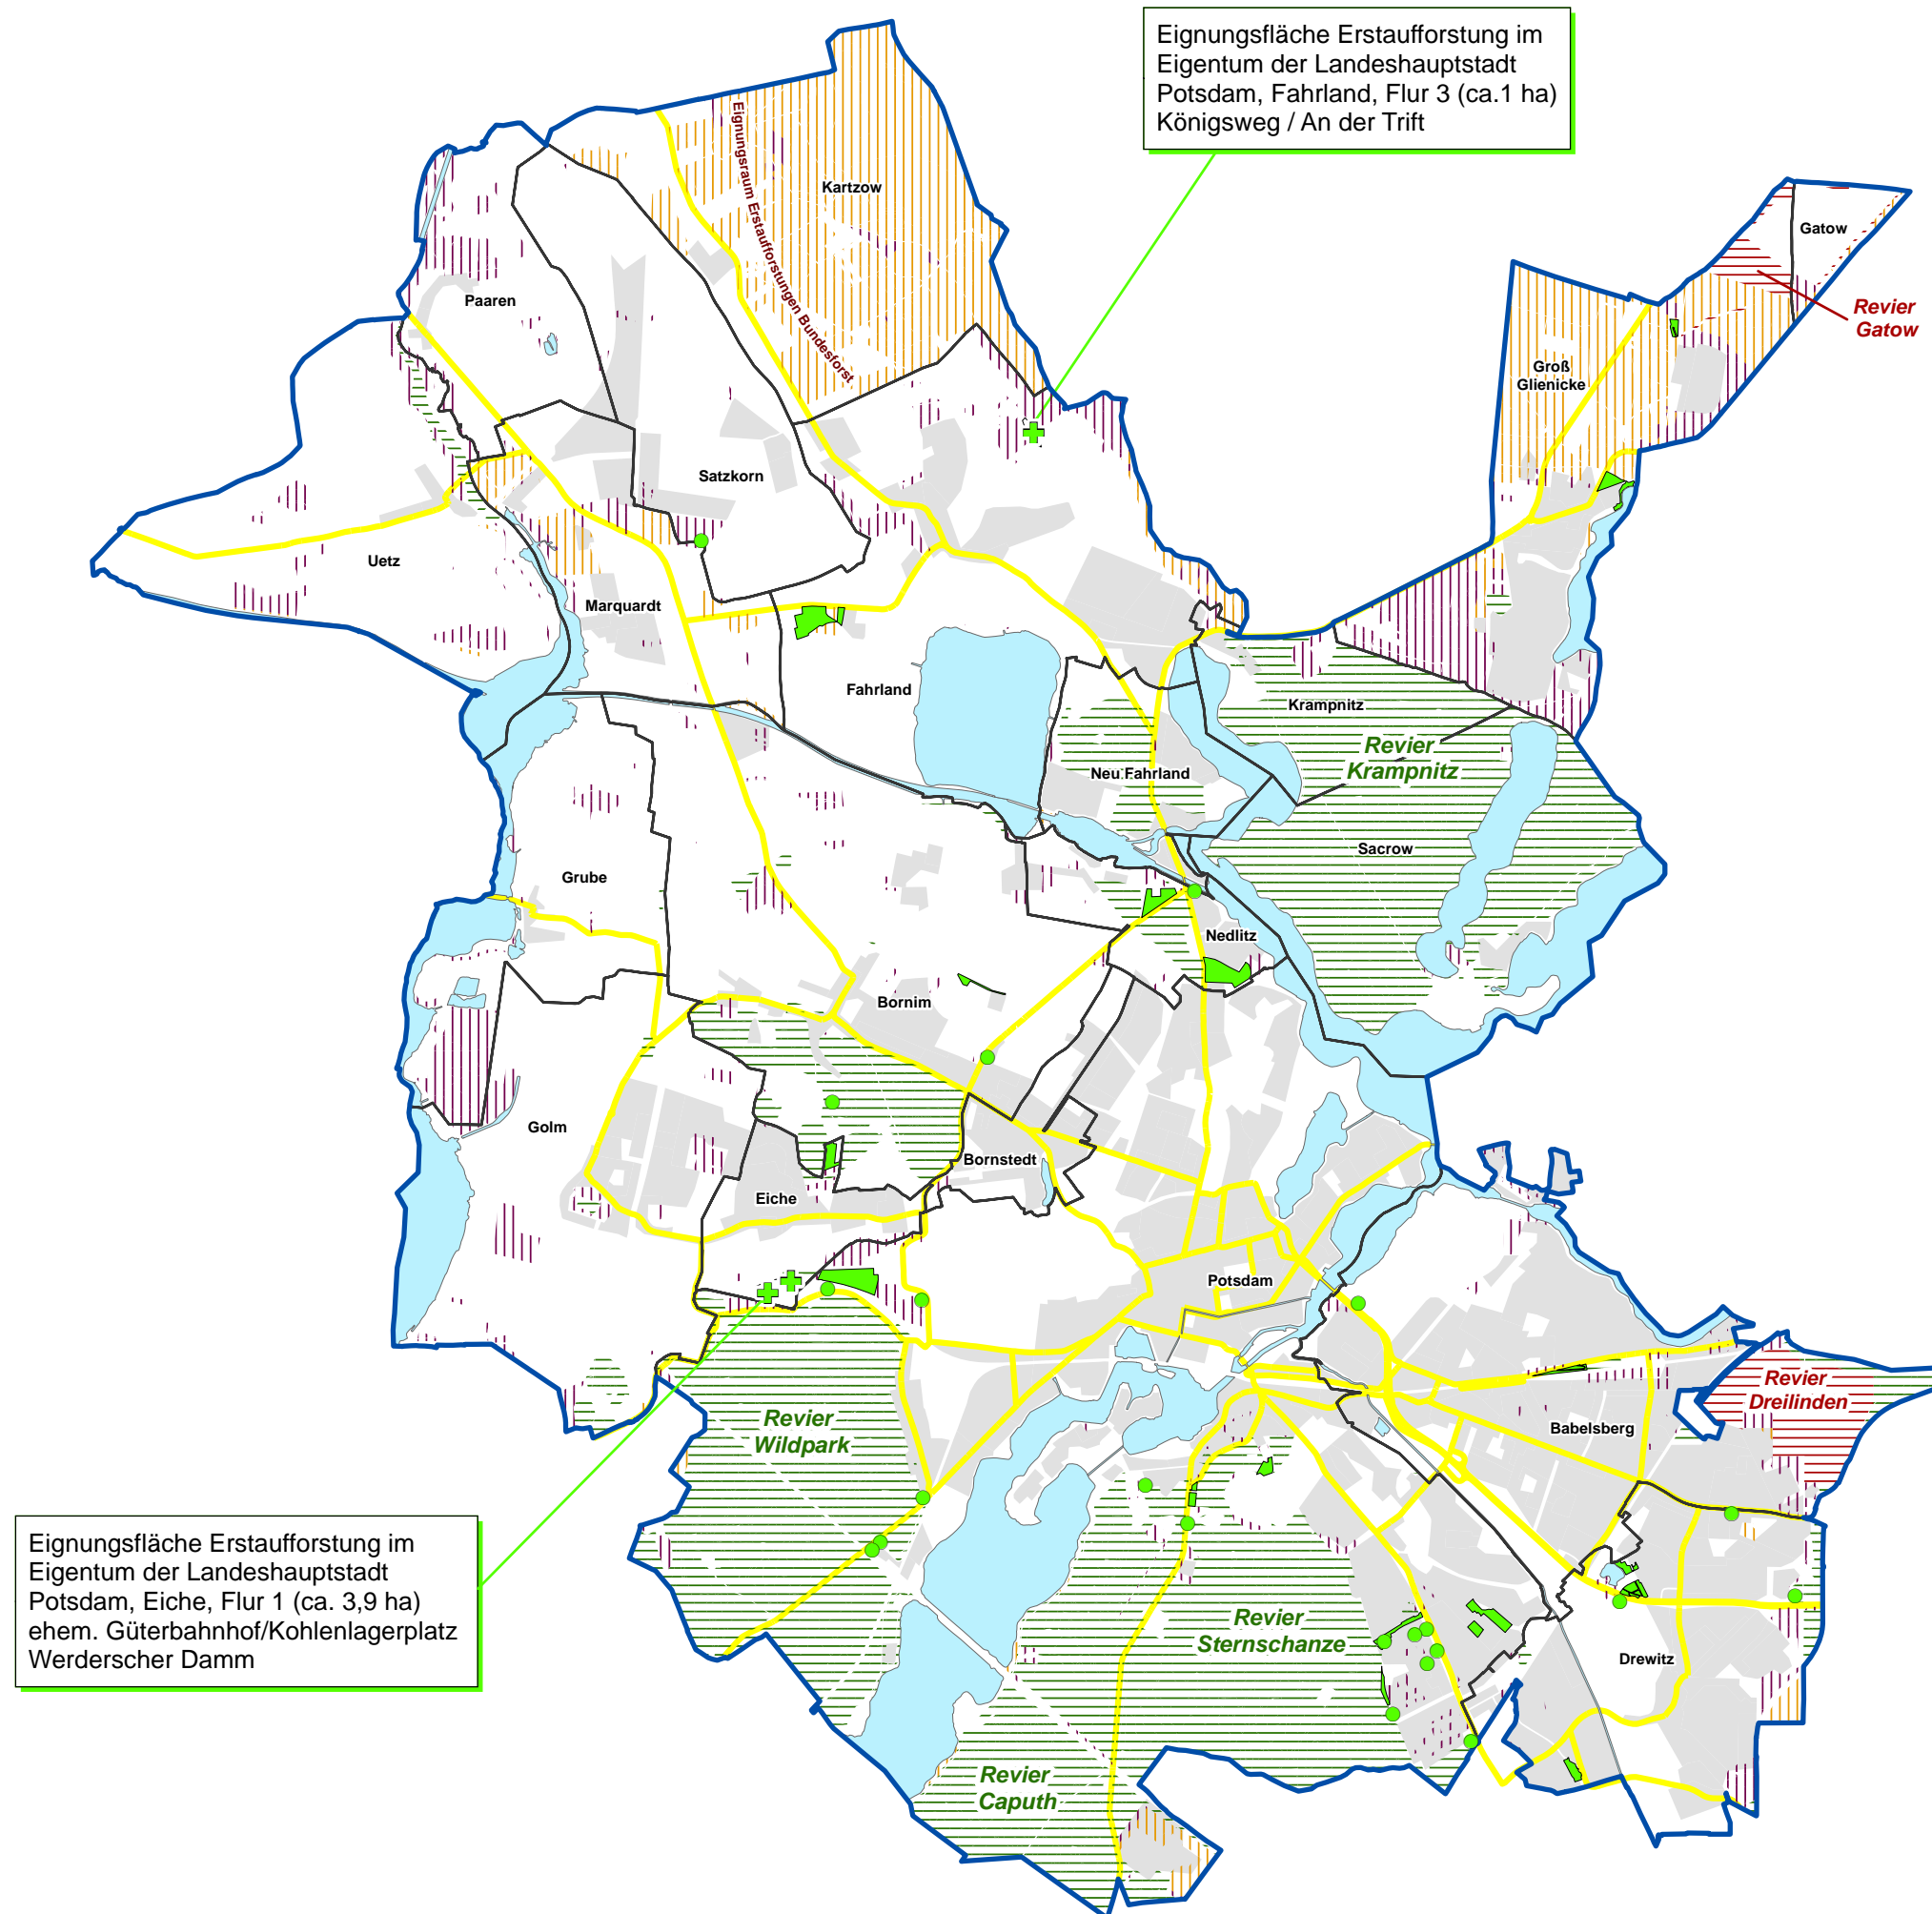 Eignungsfläche Erstaufforstung im
Eigentum der Landeshauptstadt
Potsdam, Fahrland, Flur 3 (ca.1 ha)
Königsweg / An der Trift
Eignungsraum Erstaufforstungen Bundesforst
Kartzow
Gatow
Revier
Gatow
Paaren
Groß
Glienicke
Satzkorn
Uetz
Marquardt
Fahrland
Krampnitz
Revier
Krampnitz
Neu Fahrland
Sacrow
Grube
Nedlitz
Bornim
Golm
Bornstedt
Eiche
Potsdam
Revier
Dreilinden
Revier
Wildpark
Babelsberg
Eignungsfläche Erstaufforstung im
Eigentum der Landeshauptstadt
Potsdam, Eiche, Flur 1 (ca. 3,9 ha)
ehem. Güterbahnhof/Kohlenlagerplatz
Werderscher Damm
Revier
Sternschanze
Drewitz
Revier
Caputh